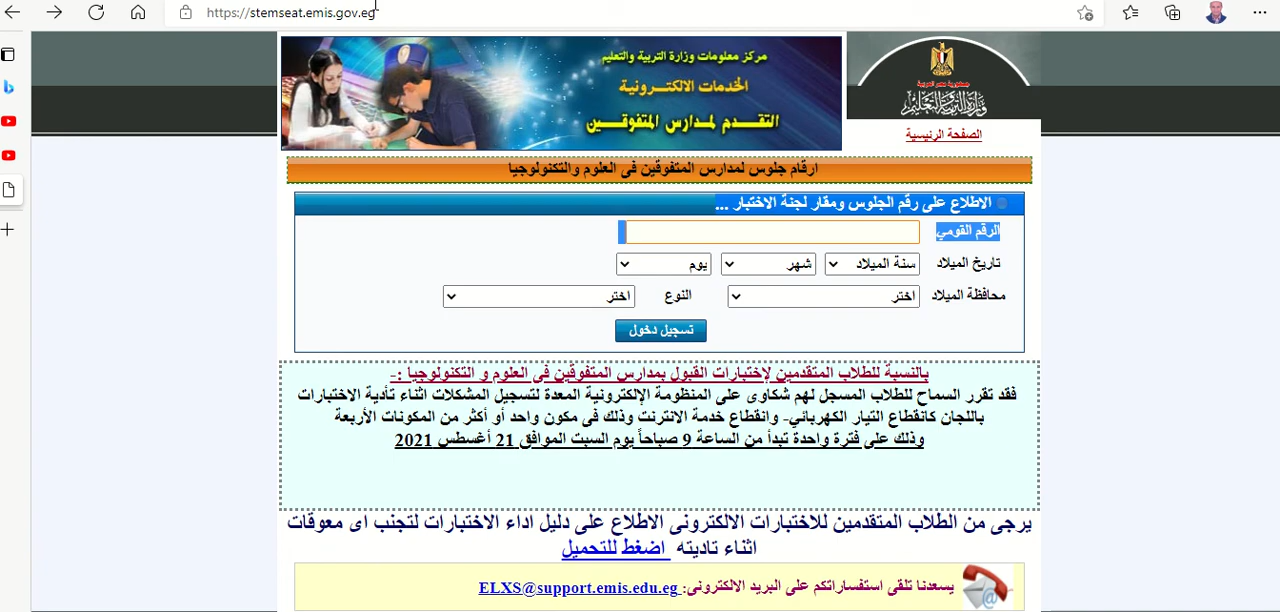 https://stemseat.emis.gov.eg
مركز معلومات وزارة التربية والتعليم
الخدمات الالكترونية
التقدم لمدارس المتفوقين
جمهورية مصر العربية
وزارة التربية والتعليم
الصفحة الرئيسية
ارقام جلوس لمدارس المتفوقين فى العلوم والتكنولوجيا
الاطلاع على رقم الجلوس ومقار لجنة الاختبار ...
الرقم القومي
تاريخ الميلاد سنة الميلاد شهر يوم
محافظة الميلاد اختر النوع اختر
تسجيل دخول
بالنسبة للطلاب المتقدمين لإختبارات القبول بمدارس المتفوقين فى العلوم و التكنولوجيا :-
فقد تقرر السماح للطلاب المسجل لهم شكاوى على المنظومة الإلكترونية المعدة لتسجيل المشكلات اثناء تأدية الاختبارات
باللجان كانقطاع التيار الكهربائي- وانقطاع خدمة الانترنت وذلك فى مكون واحد أو أكثر من المكونات الأربعة
وذلك على فترة واحدة تبدأ من الساعة 9 صباحاً يوم السبت الموافق 21 أغسطس 2021
يرجى من الطلاب المتقدمين للاختبارات الالكترونى الاطلاع على دليل اداء الاختبارات لتجنب اى معوقات
اثناء تاديته اضغط للتحميل
يسعدنا تلقى استفساراتكم على البريد الالكترونى: ELXS@support.emis.edu.eg